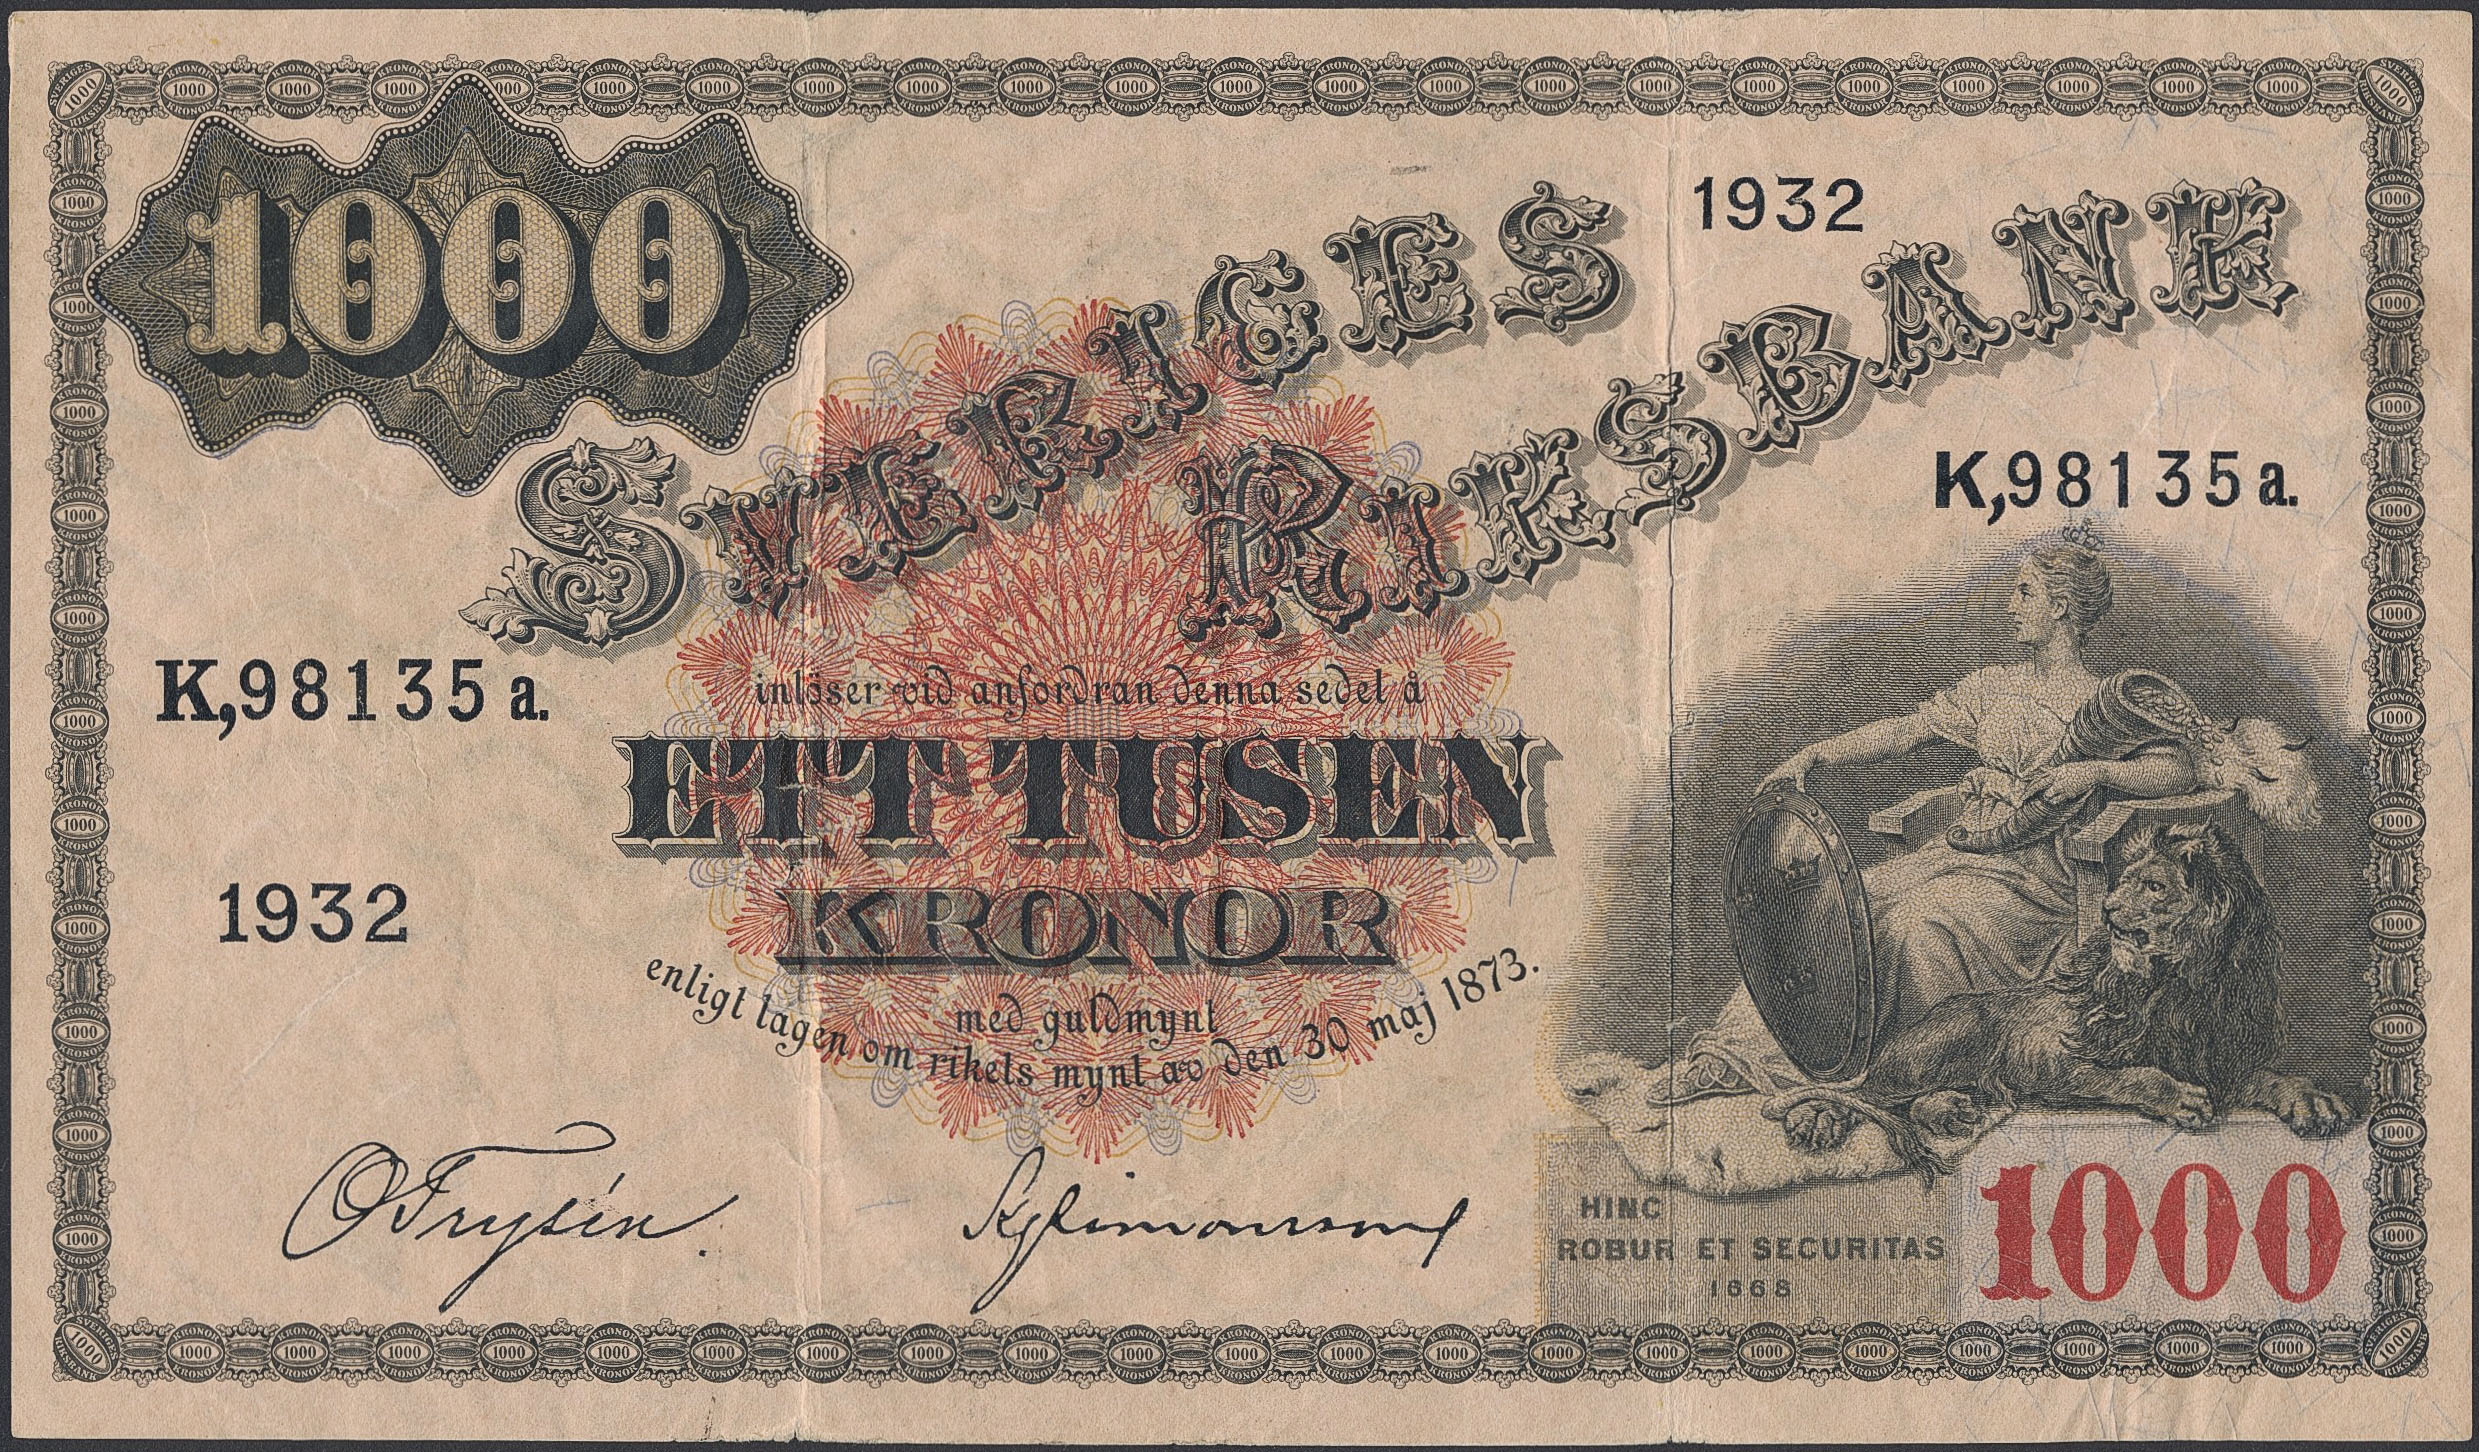 1000
1932
SVERIGES
RIKSBANK
K,98135 a.
K,98135 a.
inlöser vid anfordran denna sedel å
ETT TUSEN
KRONOR
1932
med guldmynt
enligt lagen om rikets mynt av den 30 maj 1873.
HINC
ROBUR ET SECURITAS
1668
1000